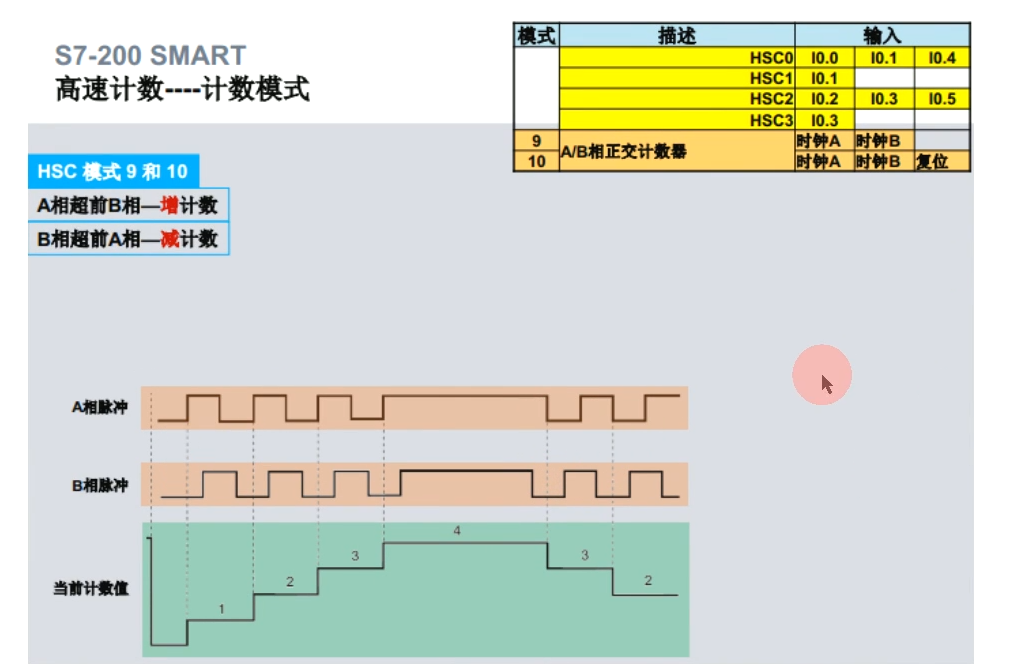 S7-200 SMART
高速计数----计数模式
模式 描述 输入
HSC0 I0.0 I0.1 I0.4
HSC1 I0.1
HSC2 I0.2 I0.3 I0.5
HSC3 I0.3
9 A/B相正交计数器 时钟A 时钟B
10 时钟A 时钟B 复位
HSC 模式 9 和 10
A相超前B相—增计数
B相超前A相—减计数
A相脉冲
B相脉冲
当前计数值
1
2
3
4
3
2